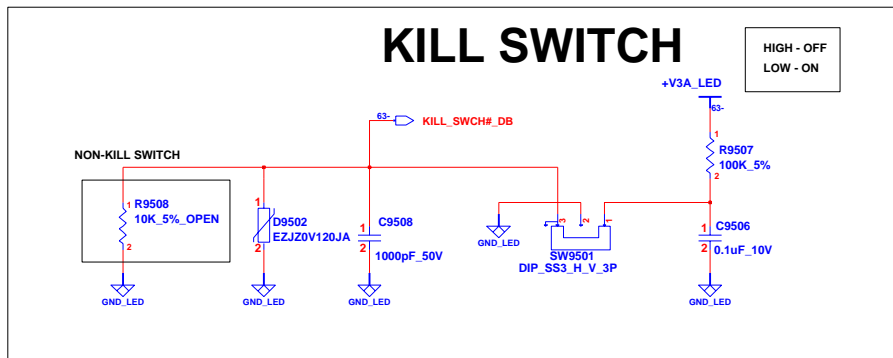 KILL SWITCH
HIGH - OFF
LOW - ON
+V3A_LED
63-
63-
KILL_SWCH#_DB
1
R9507
100K_5%
2
NON-KILL SWITCH
1
R9508
10K_5%_OPEN
2
1
D9502
EZJZ0V120JA
2
C9508
1
2
1000pF_50V
GND_LED
3
2
1
SW9501
DIP_SS3_H_V_3P
C9506
1
2
0.1uF_10V
GND_LED
GND_LED
GND_LED
GND_LED